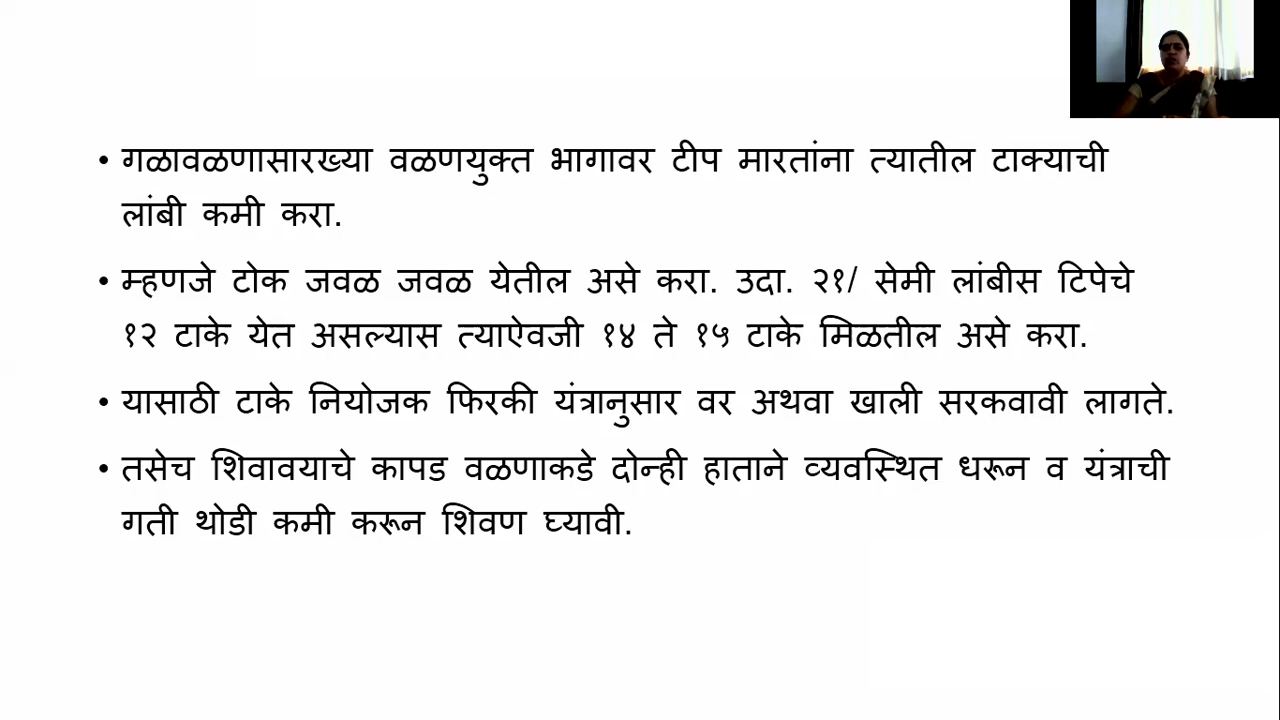 • गळावळणासारख्या वळणयुक्त भागावर टीप मारतांना त्यातील टाक्याची
लांबी कमी करा.
• म्हणजे टोक जवळ जवळ येतील असे करा. उदा. २१/ सेमी लांबीस टिपेचे
१२ टाके येत असल्यास त्याऐवजी १४ ते १५ टाके मिळतील असे करा.
• यासाठी टाके नियोजक फिरकी यंत्रानुसार वर अथवा खाली सरकवावी लागते.
• तसेच शिवावयाचे कापड वळणाकडे दोन्ही हाताने व्यवस्थित धरून व यंत्राची
गती थोडी कमी करून शिवण घ्यावी.